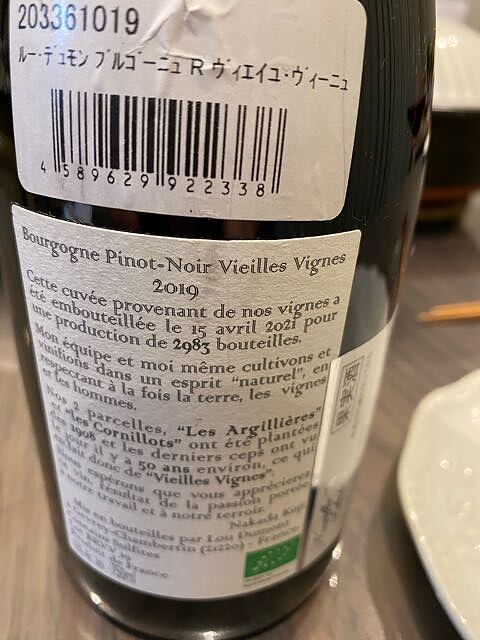 203361019
ルー・デュモン ブルゴーニュ R ヴィエイユ・ヴィーニュ
4 589629 922338
Bourgogne Pinot-Noir Vieilles Vignes
2019
Cette cuvée provenant de nos vignes a
été embouteillée le 15 avril 2021 pour
une production de 2983 bouteilles.
Mon équipe et moi même cultivons et
vinifions dans un esprit "naturel", en
respectant à la fois la terre, les vignes
et les hommes.
Nos 2 parcelles, "Les Argillières"
et "les Cornillots" ont été plantées
1998 et les derniers ceps ont vu
il y a 50 ans environ, ce qui
fait donc de "Vieilles Vignes".
Nous espérons que vous apprécierez
vin, résultat de la passion portée
notre travail et à notre terroir.
Nakada Koji
Mis en bouteilles par Lou Dumont
Gevrey-Chambertin (21220) - France
Sulfites
de France